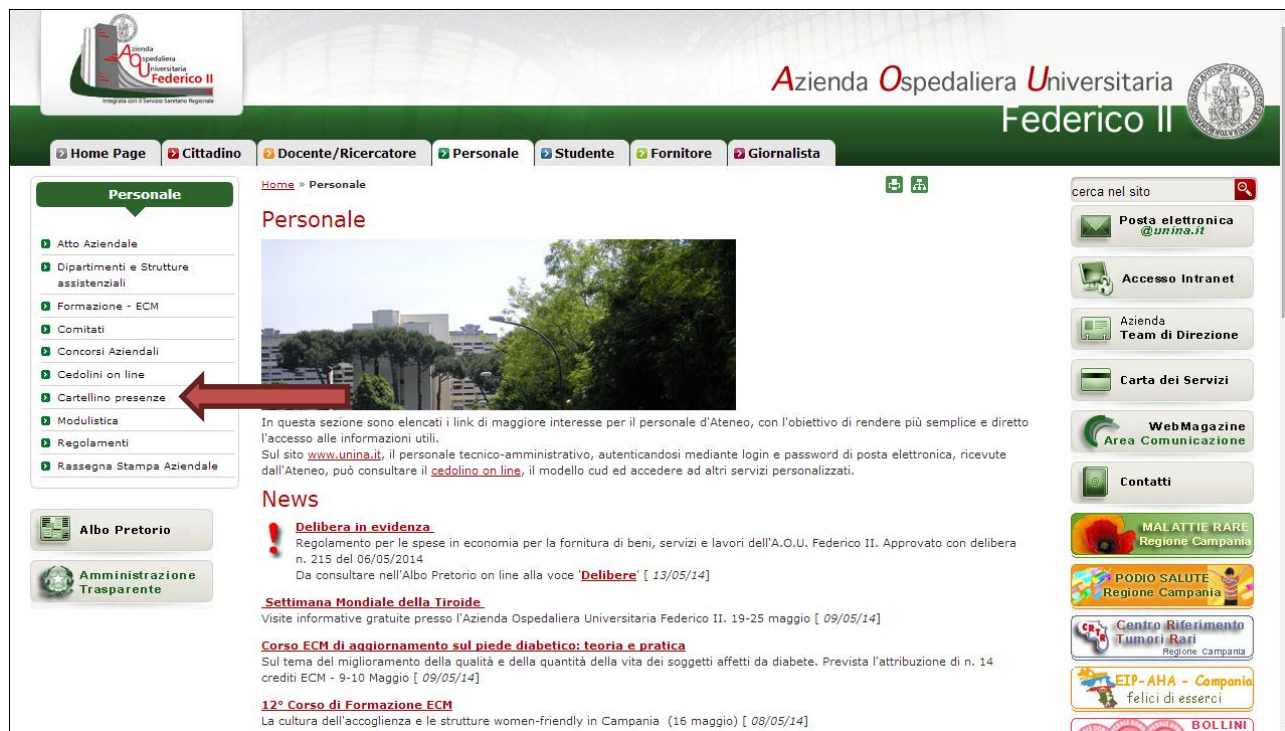 Azienda
Ospedaliera
Universitaria
Federico II
Integrata con il Servizio Sanitario Regionale
Azienda Ospedaliera Universitaria
Federico II
Home Page
Cittadino
Docente/Ricercatore
Personale
Studente
Fornitore
Giornalista
Personale
Atto Aziendale
Dipartimenti e Strutture
assistenziali
Formazione - ECM
Comitati
Concorsi Aziendali
Cedolini on line
Cartellino presenze
Modulistica
Regolamenti
Rassegna Stampa Aziendale
Albo Pretorio
Amministrazione
Trasparente
Home » Personale
Personale
In questa sezione sono elencati i link di maggiore interesse per il personale d'Ateneo, con l'obiettivo di rendere più semplice e diretto
l'accesso alle informazioni utili.
Sul sito www.unina.it, il personale tecnico-amministrativo, autenticandosi mediante login e password di posta elettronica, ricevute
dall'Ateneo, può consultare il cedolino on line, il modello cud ed accedere ad altri servizi personalizzati.
News
Delibera in evidenza
Regolamento per le spese in economia per la fornitura di beni, servizi e lavori dell'A.O.U. Federico II. Approvato con delibera
n. 215 del 06/05/2014
Da consultare nell'Albo Pretorio on line alla voce 'Delibere' [ 13/05/14]
Settimana Mondiale della Tiroide
Visite informative gratuite presso l'Azienda Ospedaliera Universitaria Federico II. 19-25 maggio [ 09/05/14]
Corso ECM di aggiornamento sul piede diabetico: teoria e pratica
Sul tema del miglioramento della qualità e della quantità della vita dei soggetti affetti da diabete. Prevista l'attribuzione di n. 14
crediti ECM - 9-10 Maggio [ 09/05/14]
12° Corso di Formazione ECM
La cultura dell'accoglienza e le strutture women-friendly in Campania (16 maggio) [ 08/05/14]
cerca nel sito
Posta elettronica
@unina.it
Accesso Intranet
Azienda
Team di Direzione
Carta dei Servizi
WebMagazine
Area Comunicazione
Contatti
MALATTIE RARE
Regione Campania
PODIO SALUTE
Regione Campania
CRTR
Centro Riferimento
Tumori Rari
Regione Campania
EIP-AHA - Campania
felici di esserci
BOLLINI